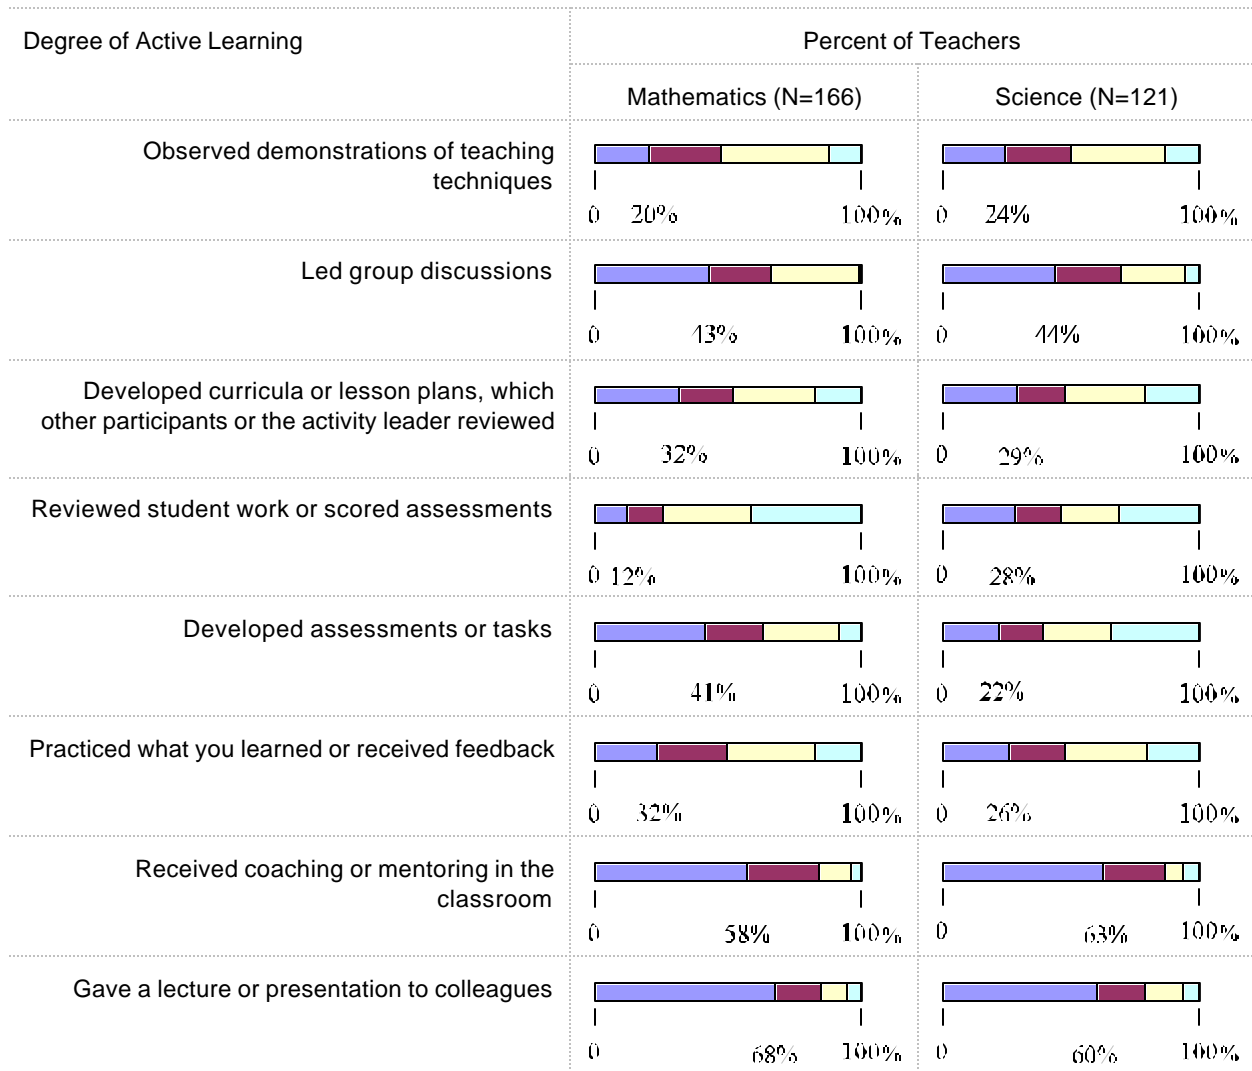 Degree of Active Learning
Percent of Teachers
Mathematics (N=166)
Science (N=121)
Observed demonstrations of teaching
techniques
0 20% 100%
0 24% 100%
Led group discussions
0 43% 100%
0 44% 100%
Developed curricula or lesson plans, which
other participants or the activity leader reviewed
0 32% 100%
0 29% 100%
Reviewed student work or scored assessments
0 12% 100%
0 28% 100%
Developed assessments or tasks
0 41% 100%
0 22% 100%
Practiced what you learned or received feedback
0 32% 100%
0 26% 100%
Received coaching or mentoring in the
classroom
0 58% 100%
0 63% 100%
Gave a lecture or presentation to colleagues
0 68% 100%
0 60% 100%